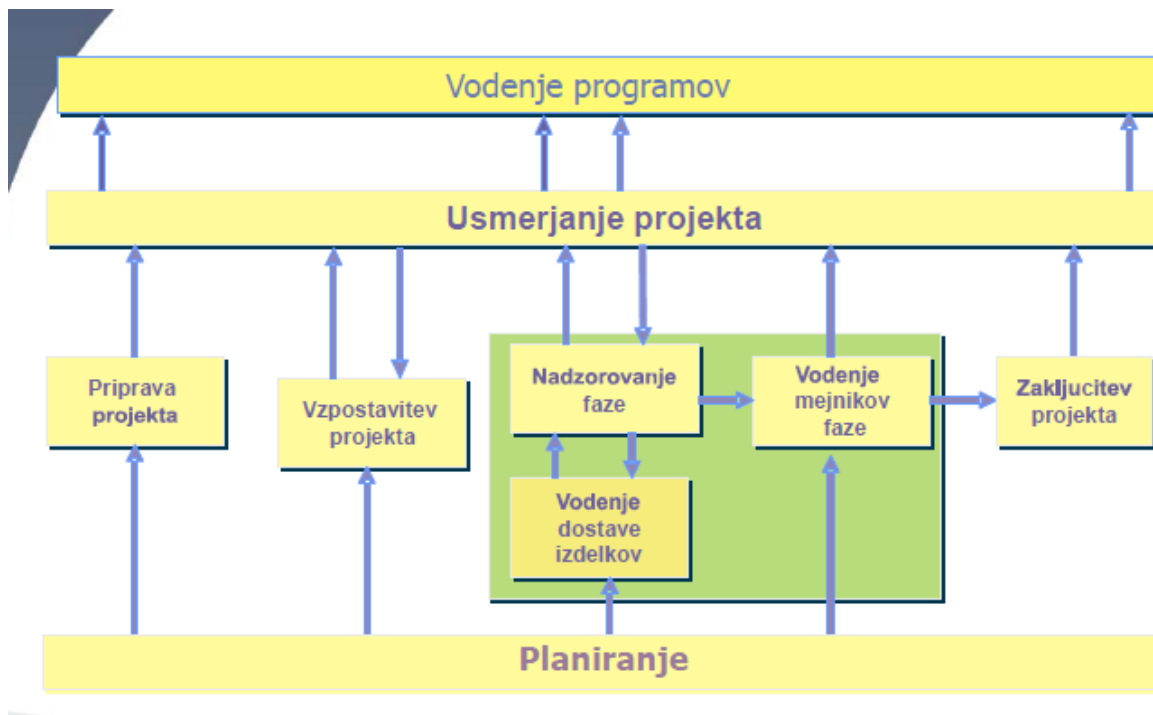 Vodenje programov
Usmerjanje projekta
Priprava
projekta
Vzpostavitev
projekta
Nadzorovanje
faze
Vodenje
mejnikov
faze
Zakljucitev
projekta
Vodenje
dostave
izdelkov
Planiranje